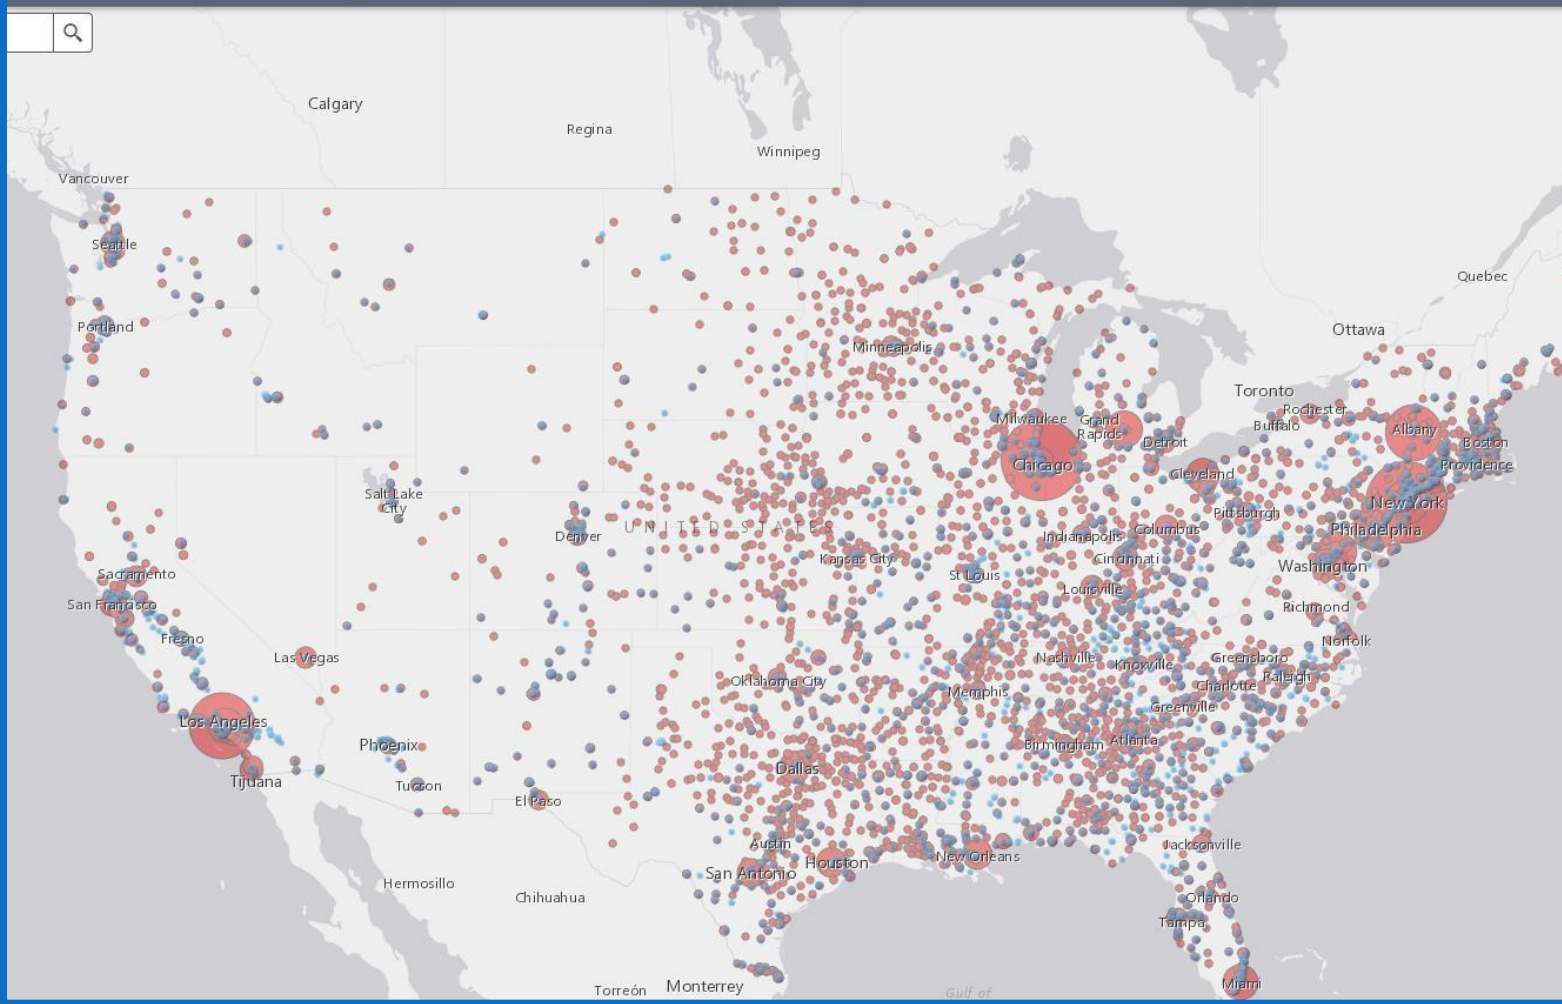 Calgary
Regina
Winnipeg
Vancouver
Seattle
Quebec
Portland
Ottawa
Minneapolis
Toronto
Rochester
Buffalo
Milwaukee
Grand
Rapids
Detroit
Albany
Boston
Providence
Chicago
Cleveland
Salt Lake
City
New York
Pittsburgh
Denver
UNITED STATES
Indianapolis
Columbus
Philadelphia
Kansas City
Cincinnati
Washington
Sacramento
St Louis
Louisville
San Francisco
Richmond
Fresno
Norfolk
Las Vegas
Nashville
Knoxville
Greensboro
Oklahoma City
Memphis
Charlotte
Raleigh
Greenville
Los Angeles
Phoenix
Birmingham
Atlanta
Tijuana
Dallas
Tucson
El Paso
Austin
Jacksonville
San Antonio
Houston
New Orleans
Hermosillo
Chihuahua
Orlando
Tampa
Torreón
Monterrey
Gulf of
Miami